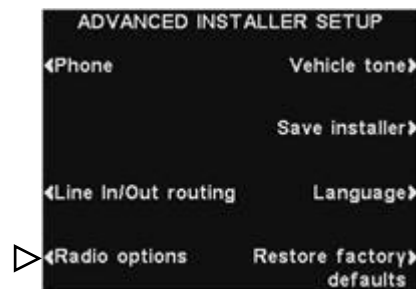 ADVANCED INSTALLER SETUP
Phone Vehicle tone
Save installer
Line In/Out routing Language
Radio options Restore factory
defaults